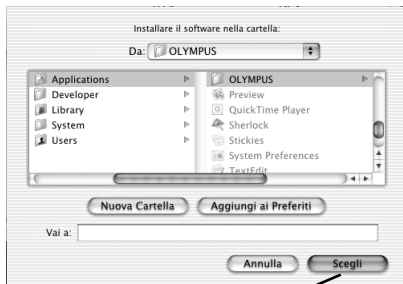 Installare il software nella cartella:
Da: OLYMPUS
Applications
Developer
Library
System
Users
OLYMPUS
Preview
QuickTime Player
Sherlock
Stickies
System Preferences
TextEdit
Nuova Cartella Aggiungi ai Preferiti
Vai a:
Annulla Scegli